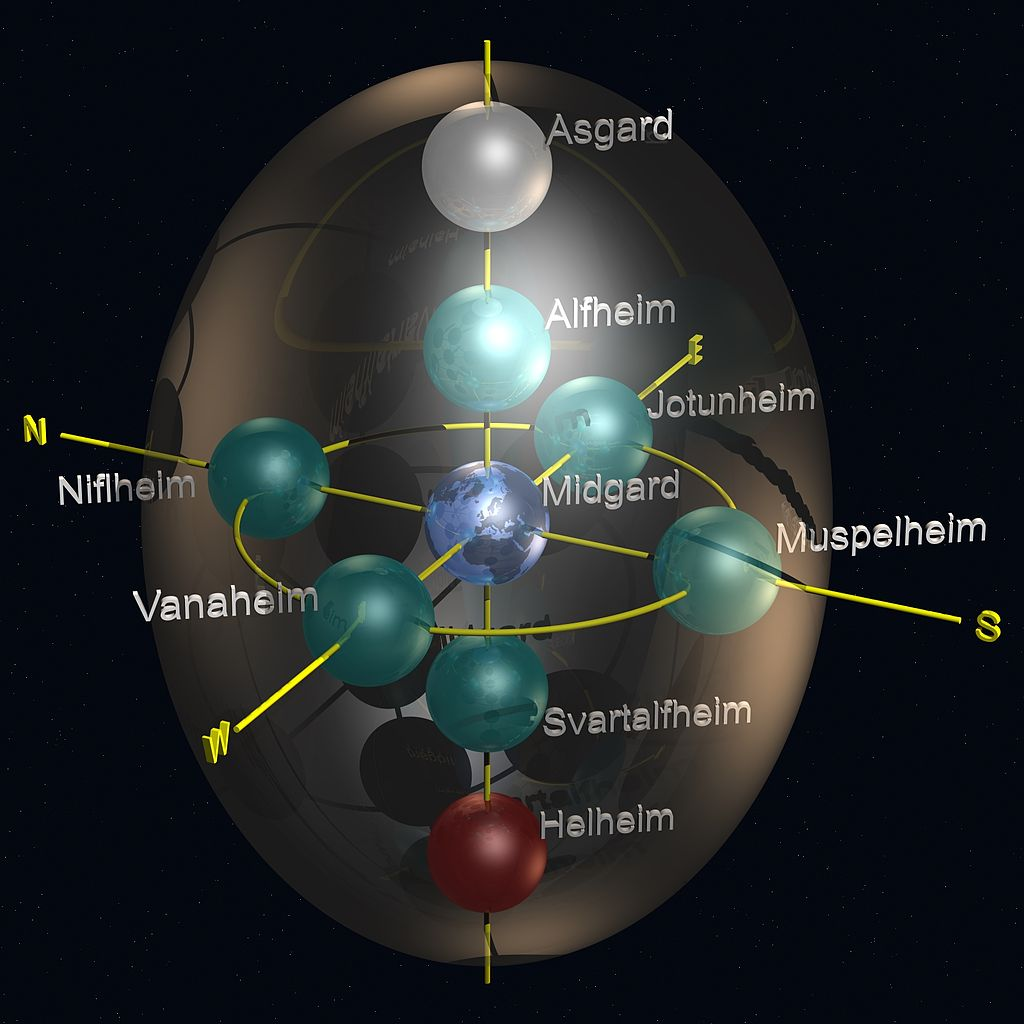 Asgard
Alfheim
E
Jotunheim
N
Niflheim
Midgard
Muspelheim
Vanaheim
S
W
Svartalfheim
Helheim